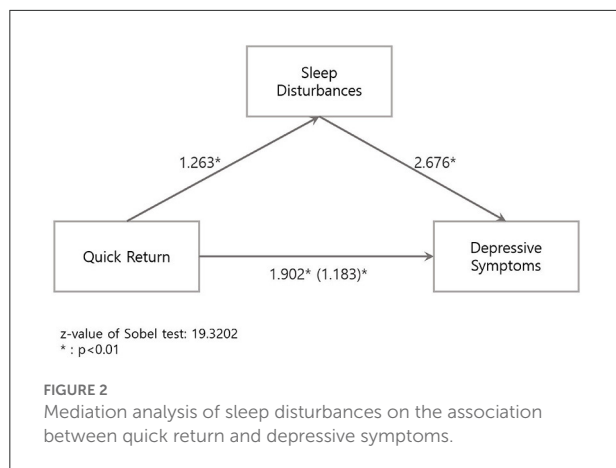 Sleep
Disturbances
1.263*
2.676*
Quick Return
Depressive
Symptoms
1.902* (1.183)*
z-value of Sobel test: 19.3202
* : p<0.01
FIGURE 2
Mediation analysis of sleep disturbances on the association
between quick return and depressive symptoms.